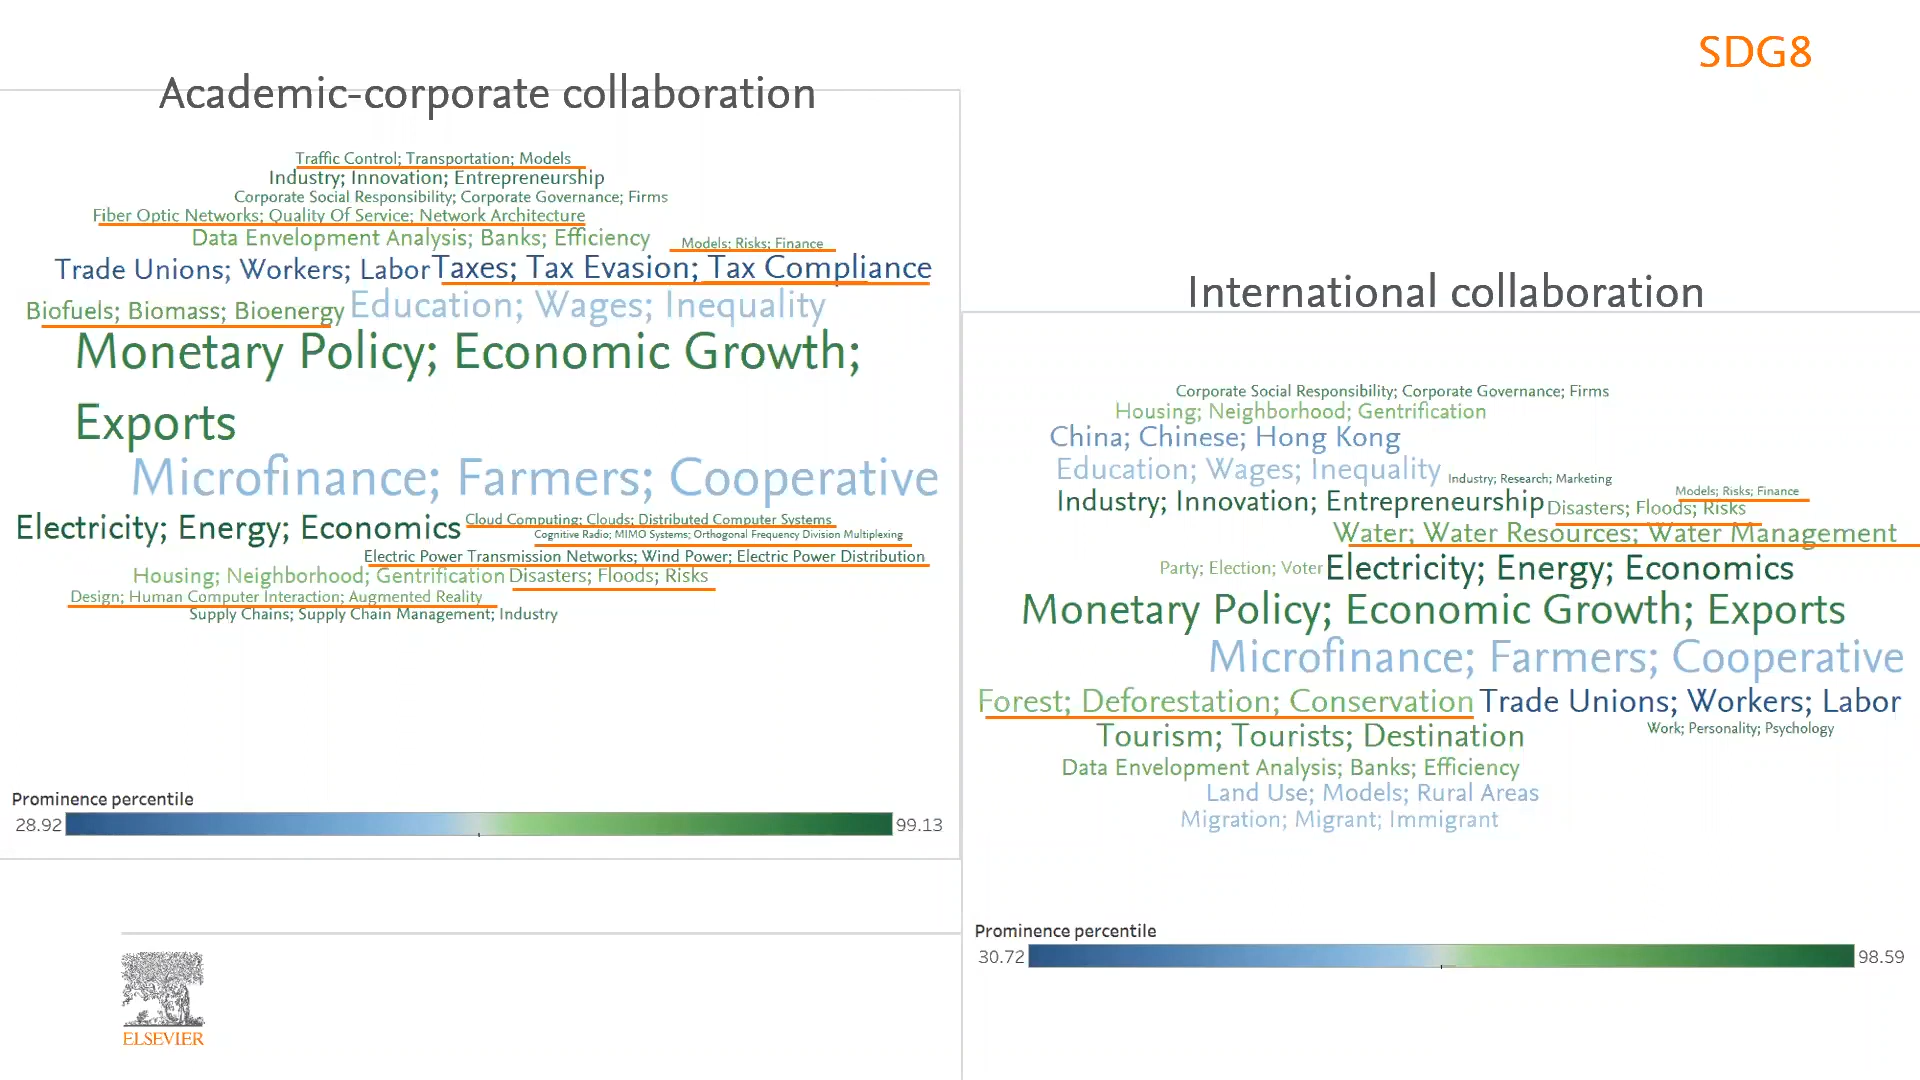 SDG8
Academic-corporate collaboration
Traffic Control; Transportation; Models
Industry; Innovation; Entrepreneurship
Corporate Social Responsibility; Corporate Governance; Firms
Fiber Optic Networks; Quality Of Service; Network Architecture
Data Envelopment Analysis; Banks; Efficiency
Models; Risks; Finance
Trade Unions; Workers; Labor
Taxes; Tax Evasion; Tax Compliance
Biofuels; Biomass; Bioenergy
Education; Wages; Inequality
Monetary Policy; Economic Growth;
Exports
Microfinance; Farmers; Cooperative
Electricity; Energy; Economics
Cloud Computing; Clouds; Distributed Computer Systems
Cognitive Radio; MIMO Systems; Orthogonal Frequency Division Multiplexing
Electric Power Transmission Networks; Wind Power; Electric Power Distribution
Housing; Neighborhood; Gentrification
Disasters; Floods; Risks
Design; Human Computer Interaction; Augmented Reality
Supply Chains; Supply Chain Management; Industry
Prominence percentile
28.92
99.13
International collaboration
Corporate Social Responsibility; Corporate Governance; Firms
Housing; Neighborhood; Gentrification
China; Chinese; Hong Kong
Education; Wages; Inequality
Industry; Research; Marketing
Models; Risks; Finance
Industry; Innovation; Entrepreneurship
Disasters; Floods; Risks
Water; Water Resources; Water Management
Party; Election; Voter
Electricity; Energy; Economics
Monetary Policy; Economic Growth; Exports
Microfinance; Farmers; Cooperative
Forest; Deforestation; Conservation
Trade Unions; Workers; Labor
Work; Personality; Psychology
Tourism; Tourists; Destination
Data Envelopment Analysis; Banks; Efficiency
Land Use; Models; Rural Areas
Migration; Migrant; Immigrant
Prominence percentile
30.72
98.59
ELSEVIER